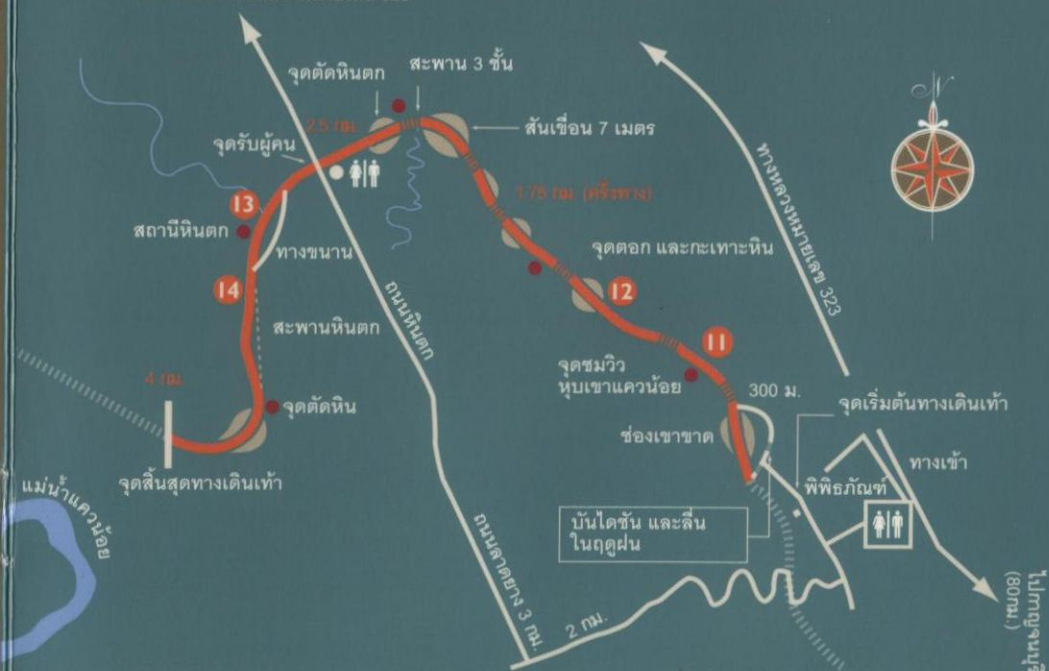 จุดตัดหินตก
สะพาน 3 ชั้น
2.5 กม.
สันเขื่อน 7 เมตร
จุดรับผู้คน
N
ทางหลวงหมายเลข 323
1.75 กม. (ครึ่งทาง)
13
สถานีหินตก
ทางขนาน
จุดตอก และกะเทาะหิน
14
12
ถนนหินตก
สะพานหินตก
11
จุดชมวิว
หุบเขาแควน้อย
4 กม.
300 ม.
จุดเริ่มต้นทางเดินเท้า
จุดตัดหิน
ช่องเขาขาด
ทางเข้า
จุดสิ้นสุดทางเดินเท้า
พิพิธภัณฑ์
แม่น้ำแควน้อย
บันไดชัน และลื่น
ในฤดูฝน
ถนนลาดยาง 3 กม.
2 กม.
ไปกาญจนบุรี
(80กม.)